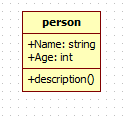 person
+Name: string
+Age: int
+description()